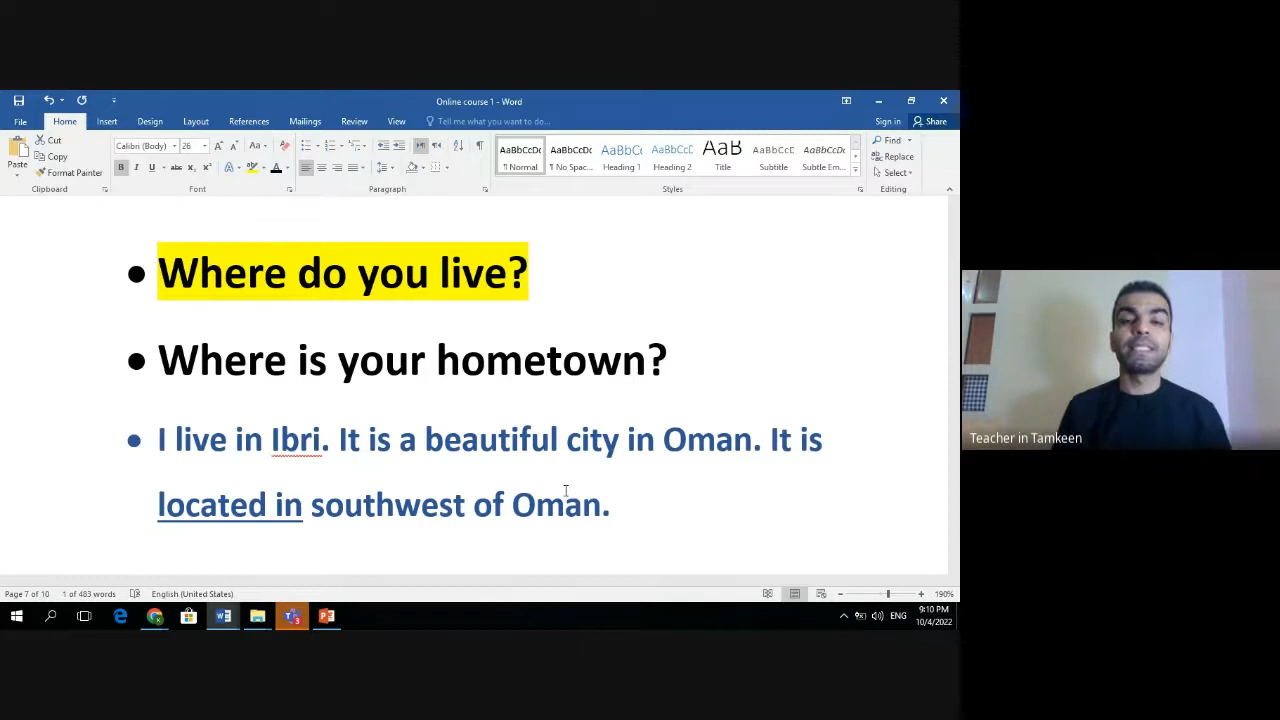 Online course 1 - Word
File Home Insert Design Layout References Mailings Review View Tell me what you want to do... Sign in Share
Paste Cut Copy Format Painter
Calibri (Body) 26
AaBbCcDc AaBbCcDc AaBbCc AaBbCcC AaB AaBbCcD AaBbCcDc
¶ Normal ¶ No Spac... Heading 1 Heading 2 Title Subtitle Subtle Em...
Find Replace Select
Clipboard Font Paragraph Styles Editing
• Where do you live?
• Where is your hometown?
• I live in Ibri. It is a beautiful city in Oman. It is
located in southwest of Oman.
Teacher in Tamkeen
Page 7 of 10 1 of 483 words English (United States) 190%
ENG 9:10 PM
10/4/2022